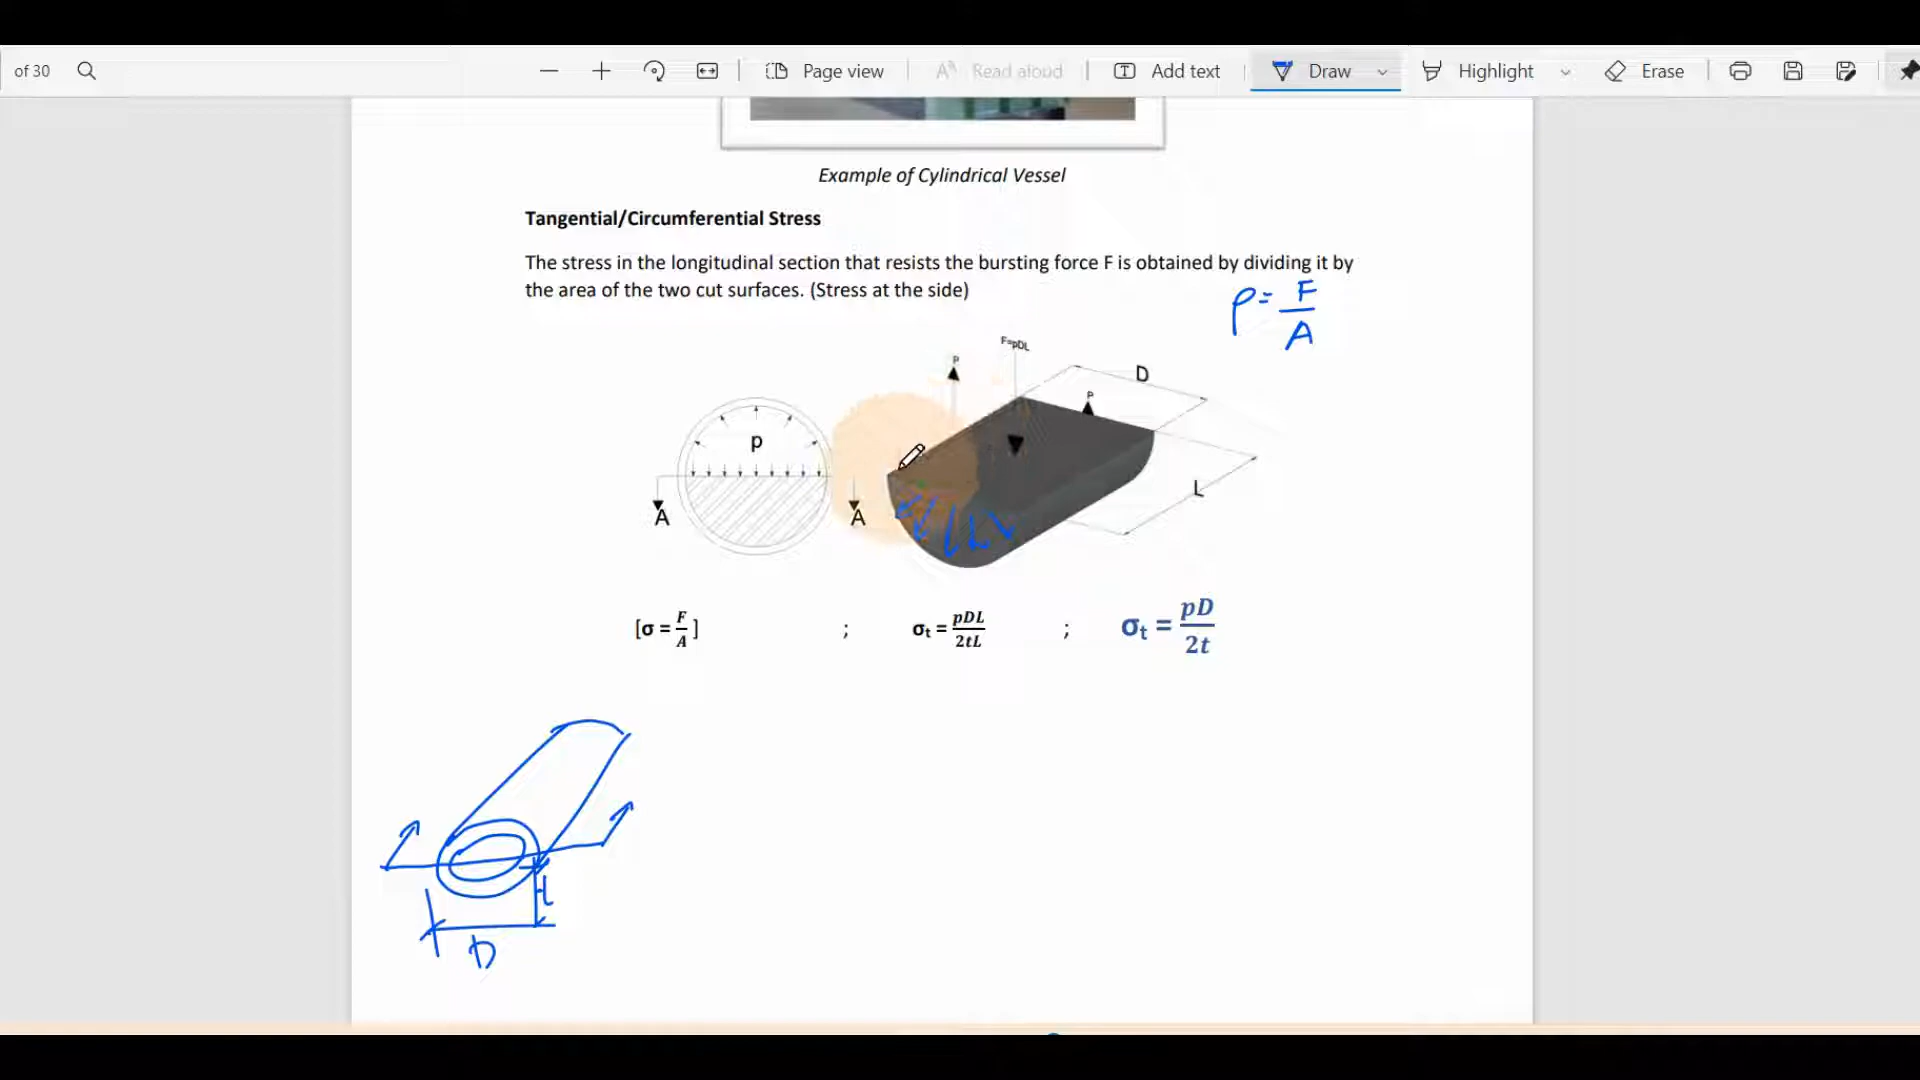 of 30 Page view Read aloud Add text Draw Highlight Erase
Example of Cylindrical Vessel
Tangential/Circumferential Stress
The stress in the longitudinal section that resists the bursting force F is obtained by dividing it by
the area of the two cut surfaces. (Stress at the side)
P = F/A
F=pDL
P
D
P
p
L
A A
[σ = F/A] ; σt = pDL/2tL ; σt = pD/2t
t
D